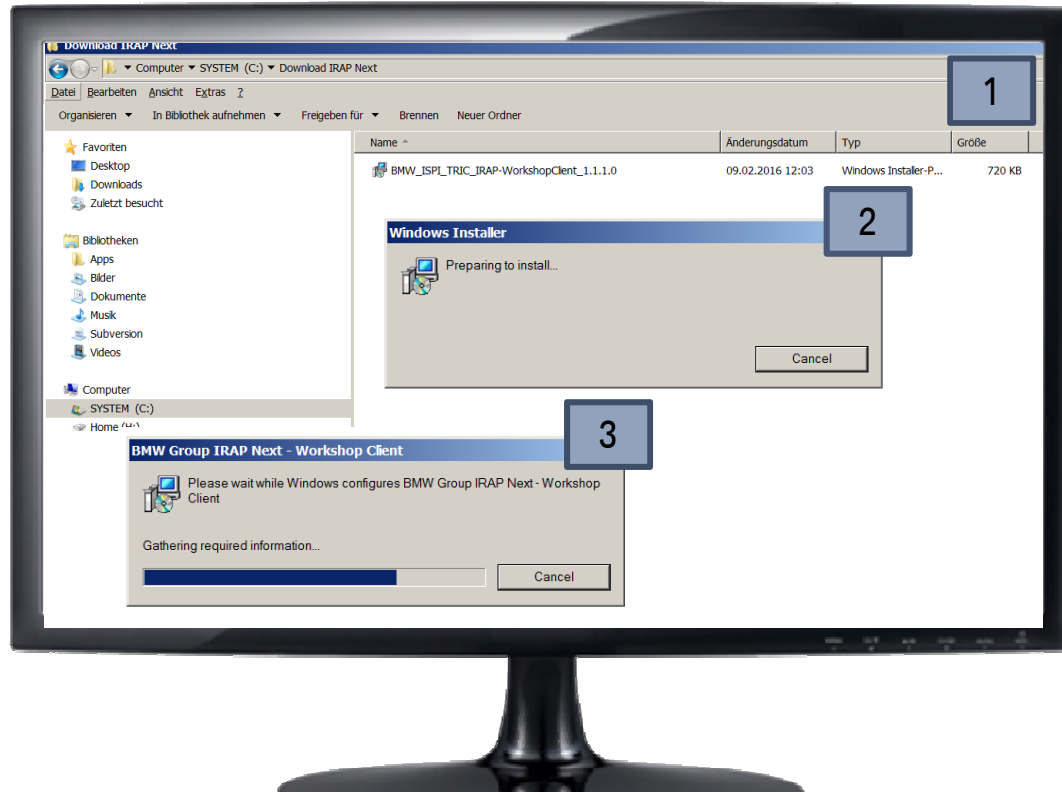 Download IRAP Next
Computer ▾ SYSTEM (C:) ▾ Download IRAP Next
1
Datei Bearbeiten Ansicht Extras ?
Organisieren In Bibliothek aufnehmen Freigeben für Brennen Neuer Ordner
Name Änderungsdatum Typ Größe
Favoriten
Desktop
Downloads
Zuletzt besucht
BMW_ISPI_TRIC_IRAP-WorkshopClient_1.1.1.0 09.02.2016 12:03 Windows Installer-P... 720 KB
Bibliotheken
Apps
Bilder
Dokumente
Musik
Subversion
Videos
2
Windows Installer
Preparing to install...
Cancel
Computer
SYSTEM (C:)
Home (H:)
3
BMW Group IRAP Next - Workshop Client
Please wait while Windows configures BMW Group IRAP Next - Workshop
Client
Gathering required information...
Cancel